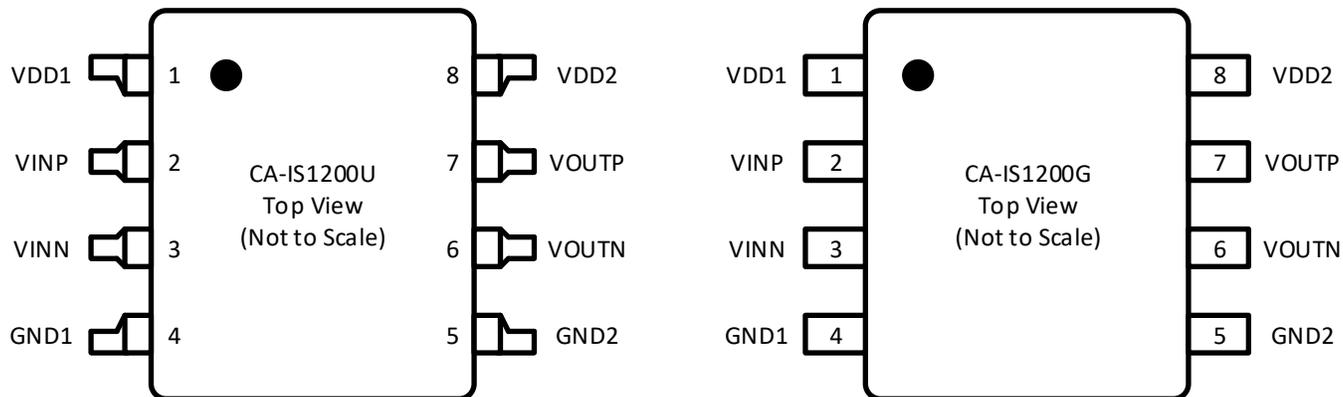 VDD1 1 8 VDD2
VINP 2 7 VOUTP
CA-IS1200U
Top View
(Not to Scale)
VINN 3 6 VOUTN
GND1 4 5 GND2
VDD1 1 8 VDD2
VINP 2 7 VOUTP
CA-IS1200G
Top View
(Not to Scale)
VINN 3 6 VOUTN
GND1 4 5 GND2